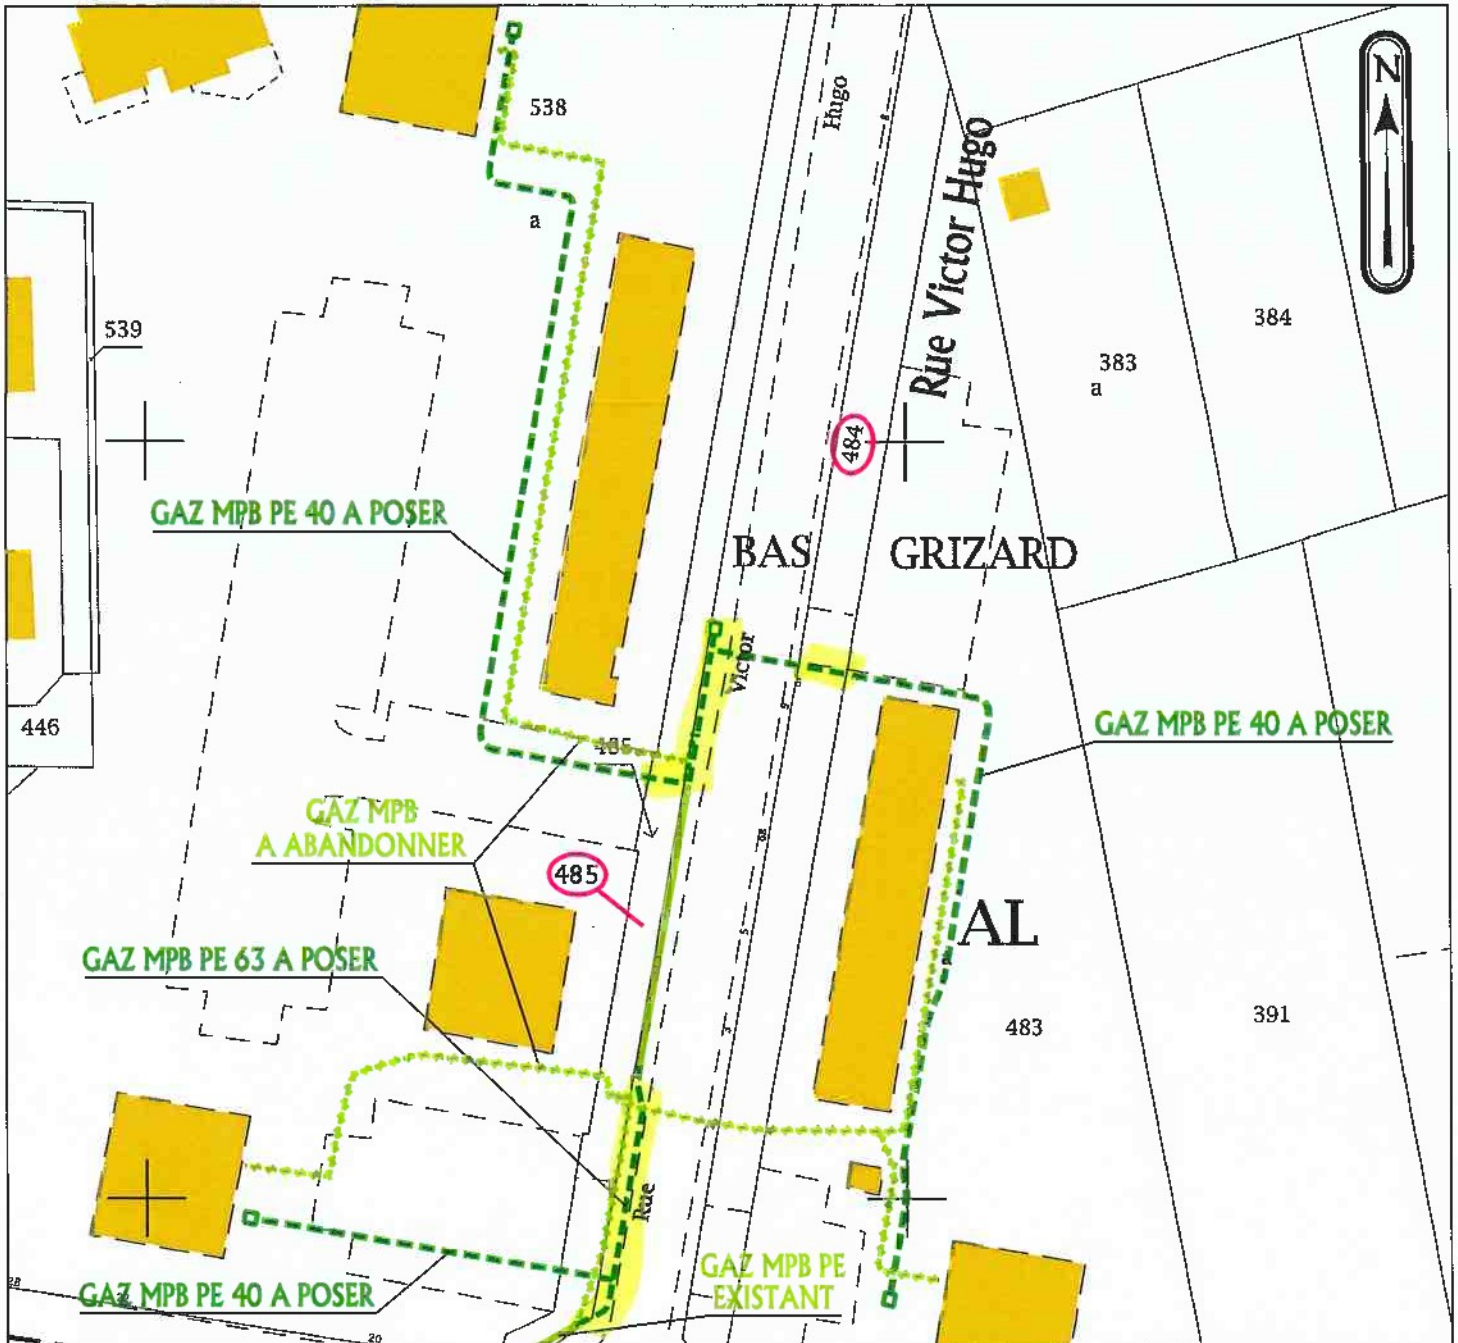 N
538
Hugo
Rue Victor Hugo
a
539
384
383
a
484
GAZ MPB PE 40 A POSER
BAS GRIZARD
Victor
446
485
GAZ MPB PE 40 A POSER
GAZ MPB
A ABANDONNER
485
AL
GAZ MPB PE 63 A POSER
483
391
Rue
GAZ MPB PE
EXISTANT
GAZ MPB PE 40 A POSER
20